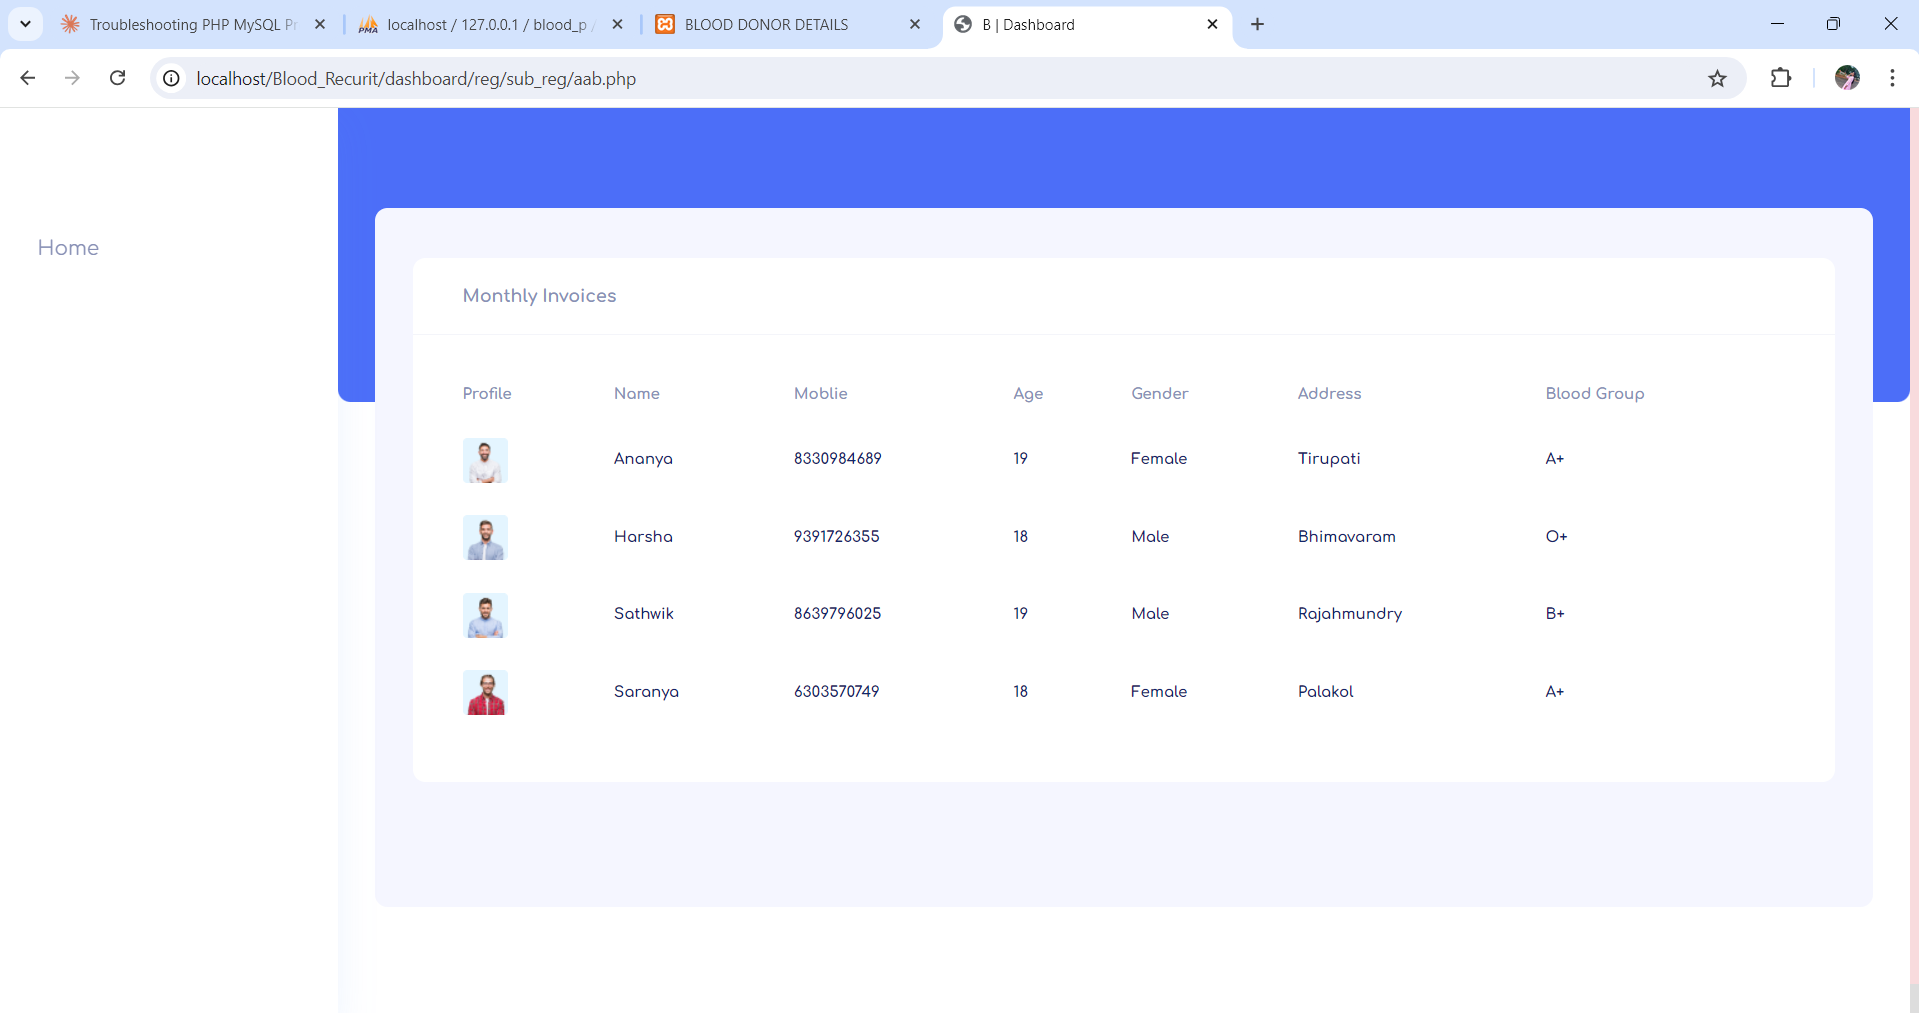 Troubleshooting PHP MySQL Pr
localhost / 127.0.0.1 / blood_p /
BLOOD DONOR DETAILS
B | Dashboard
localhost/Blood_Recurit/dashboard/reg/sub_reg/aab.php
Home
Monthly Invoices
Profile Name Moblie Age Gender Address Blood Group
Ananya 8330984689 19 Female Tirupati A+
Harsha 9391726355 18 Male Bhimavaram O+
Sathwik 8639796025 19 Male Rajahmundry B+
Saranya 6303570749 18 Female Palakol A+